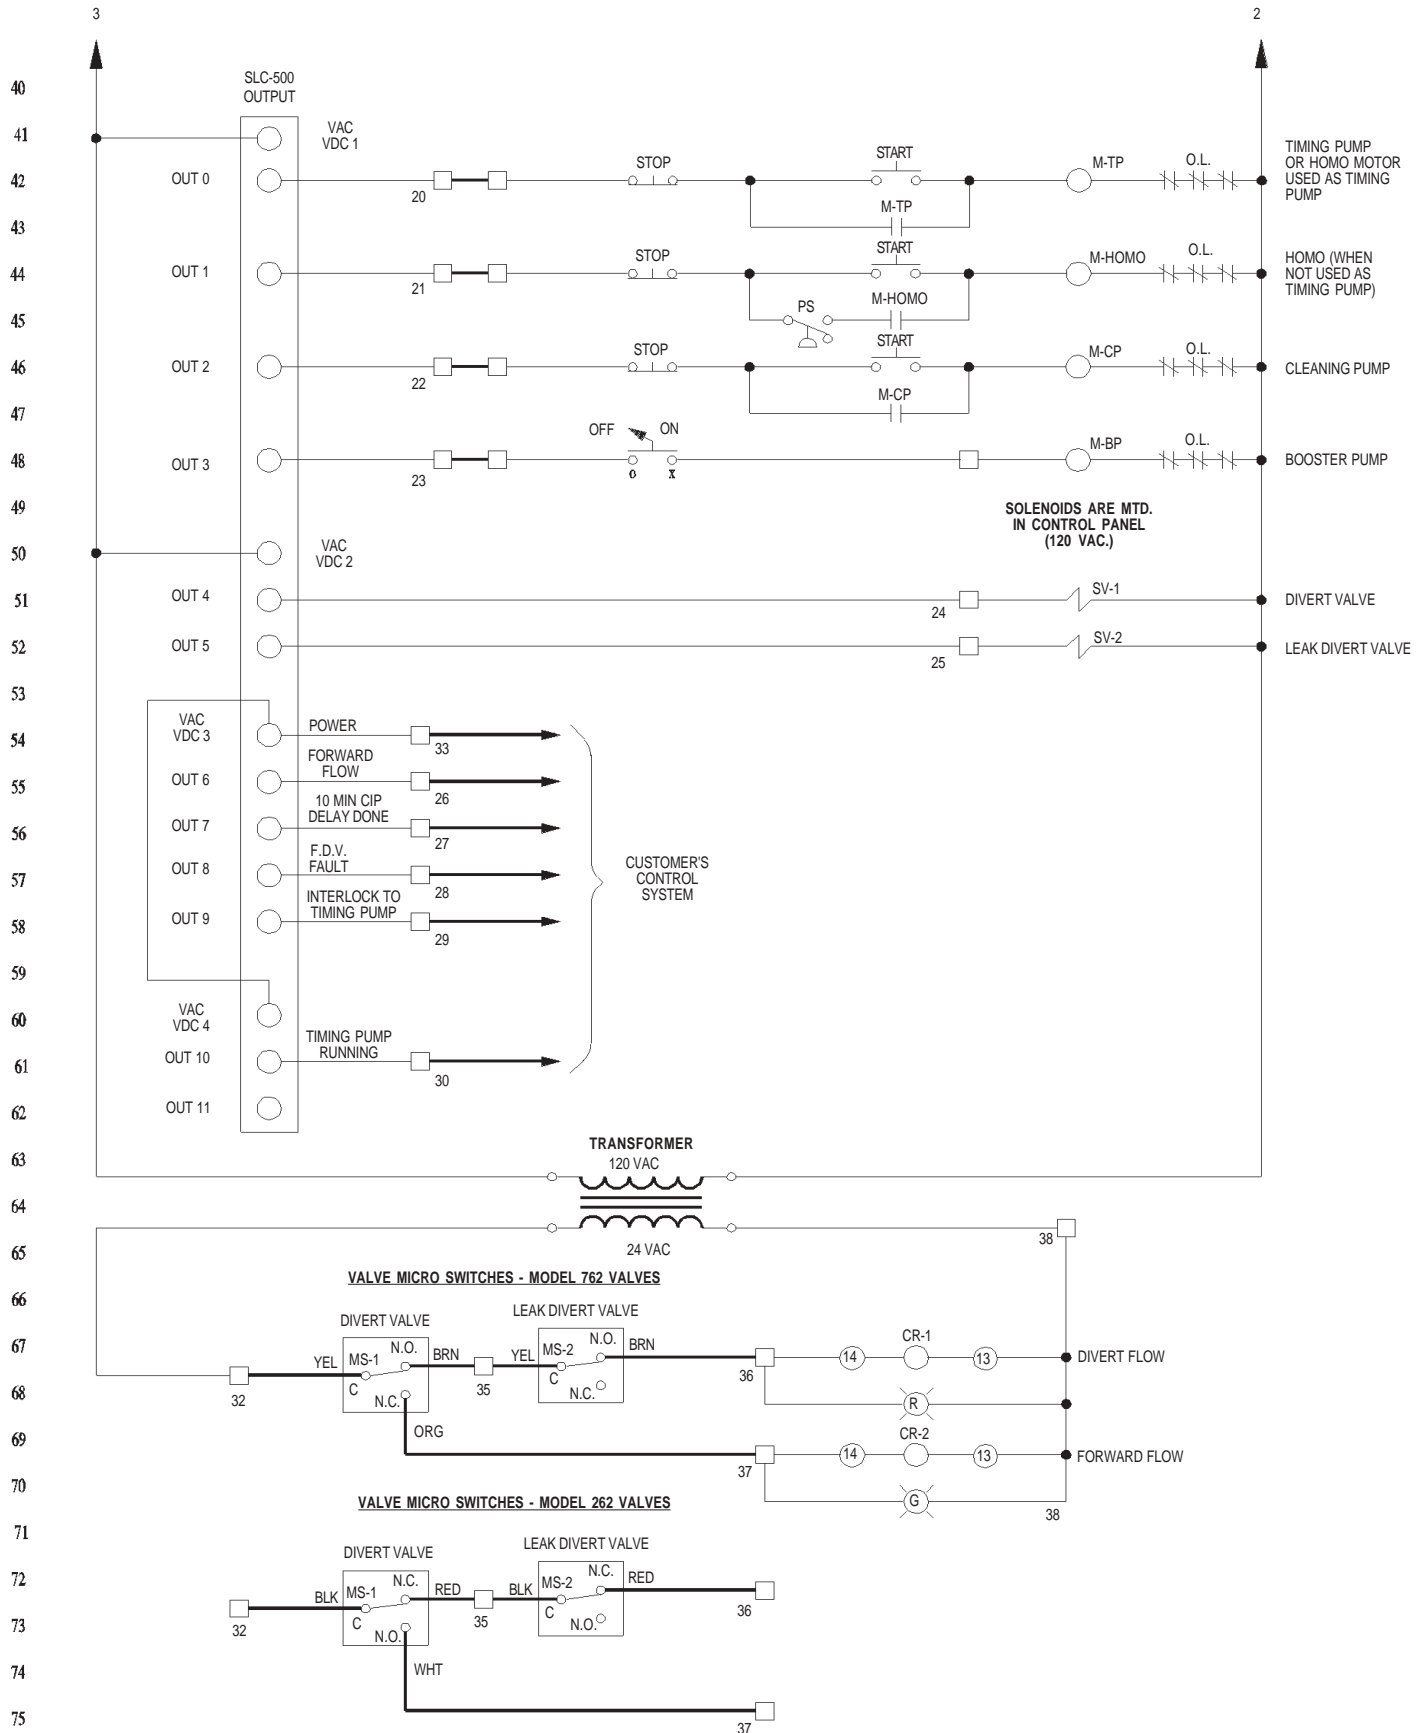 3
2
40
SLC-500
OUTPUT
41
VAC
VDC 1
TIMING PUMP
OR HOMO MOTOR
USED AS TIMING
PUMP
42
OUT 0
20
STOP
START
M-TP
O.L.
43
M-TP
44
OUT 1
21
STOP
START
M-HOMO
O.L.
HOMO (WHEN
NOT USED AS
TIMING PUMP)
45
PS
M-HOMO
46
OUT 2
22
STOP
START
M-CP
O.L.
CLEANING PUMP
47
M-CP
48
OUT 3
23
OFF
ON
O
X
M-BP
O.L.
BOOSTER PUMP
49
SOLENOIDS ARE MTD.
IN CONTROL PANEL
(120 VAC.)
50
VAC
VDC 2
51
OUT 4
24
SV-1
DIVERT VALVE
52
OUT 5
25
SV-2
LEAK DIVERT VALVE
53
54
VAC
VDC 3
POWER
33
55
OUT 6
FORWARD
FLOW
26
56
OUT 7
10 MIN CIP
DELAY DONE
27
57
OUT 8
F.D.V.
FAULT
28
CUSTOMER'S
CONTROL
SYSTEM
58
OUT 9
INTERLOCK TO
TIMING PUMP
29
59
60
VAC
VDC 4
61
OUT 10
TIMING PUMP
RUNNING
30
62
OUT 11
63
TRANSFORMER
120 VAC
64
65
24 VAC
38
VALVE MICRO SWITCHES - MODEL 762 VALVES
66
DIVERT VALVE
LEAK DIVERT VALVE
67
YEL
MS-1
N.O.
C
N.C.
BRN
35
YEL
MS-2
N.O.
C
N.C.
BRN
36
14
CR-1
13
DIVERT FLOW
68
32
R
69
ORG
37
14
CR-2
13
FORWARD FLOW
70
G
38
VALVE MICRO SWITCHES - MODEL 262 VALVES
71
DIVERT VALVE
LEAK DIVERT VALVE
72
BLK
MS-1
N.C.
C
N.O.
RED
35
BLK
MS-2
N.C.
C
N.O.
RED
36
73
32
74
WHT
75
37